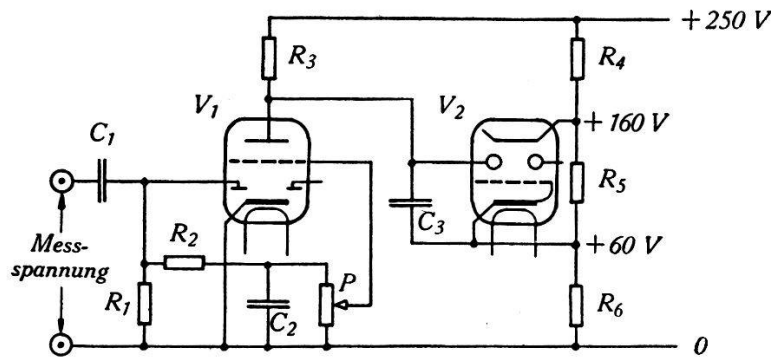 + 250 V
R3
R4
V1
V2
C1
+ 160 V
R5
C3
R2
+ 60 V
Mess-
spannung
P
R1
C2
R6
0